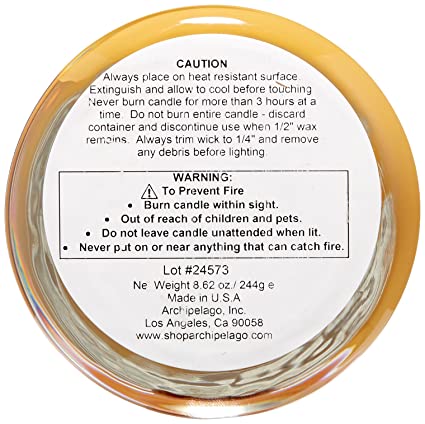 CAUTION
Always place on heat resistant surface.
Extinguish and allow to cool before touching
Never burn candle for more than 3 hours at a
time. Do not burn entire candle - discard
container and discontinue use when 1/2" wax
remains. Always trim wick to 1/4" and remove
any debris before lighting.
WARNING:
To Prevent Fire
• Burn candle within sight.
• Out of reach of children and pets.
• Do not leave candle unattended when lit.
• Never put on or near anything that can catch fire.
Lot #24573
Ne Weight 8.62 oz./ 244g e
Made in U.S.A
Archipelago, Inc.
Los Angeles, Ca 90058
www.shoparchipelago.com